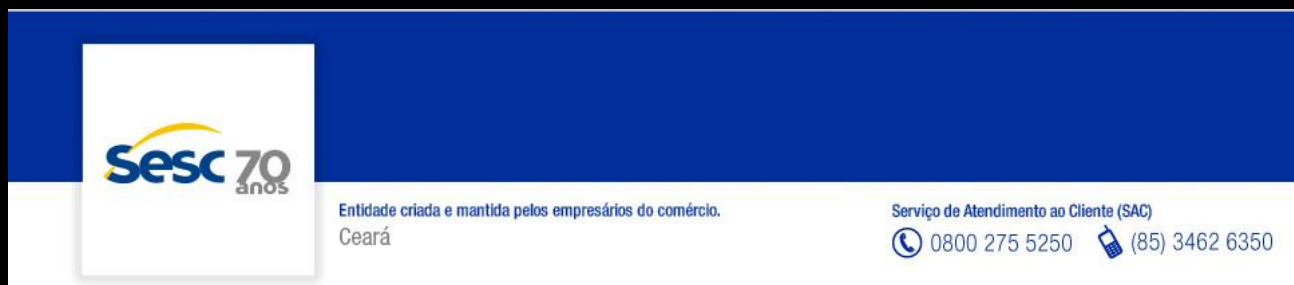 Sesc 70
anos
Entidade criada e mantida pelos empresários do comércio.
Ceará
Serviço de Atendimento ao Cliente (SAC)
0800 275 5250 (85) 3462 6350